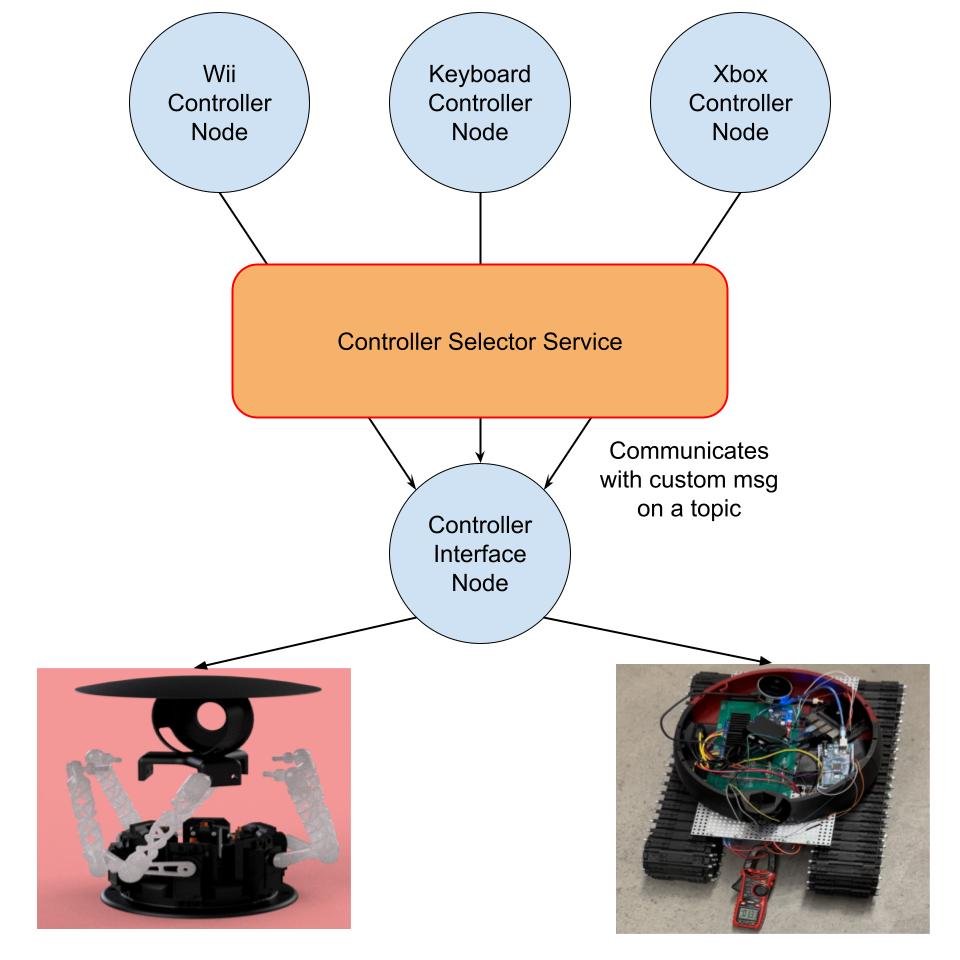 Wii
Controller
Node
Keyboard
Controller
Node
Xbox
Controller
Node
Controller Selector Service
Communicates
with custom msg
on a topic
Controller
Interface
Node